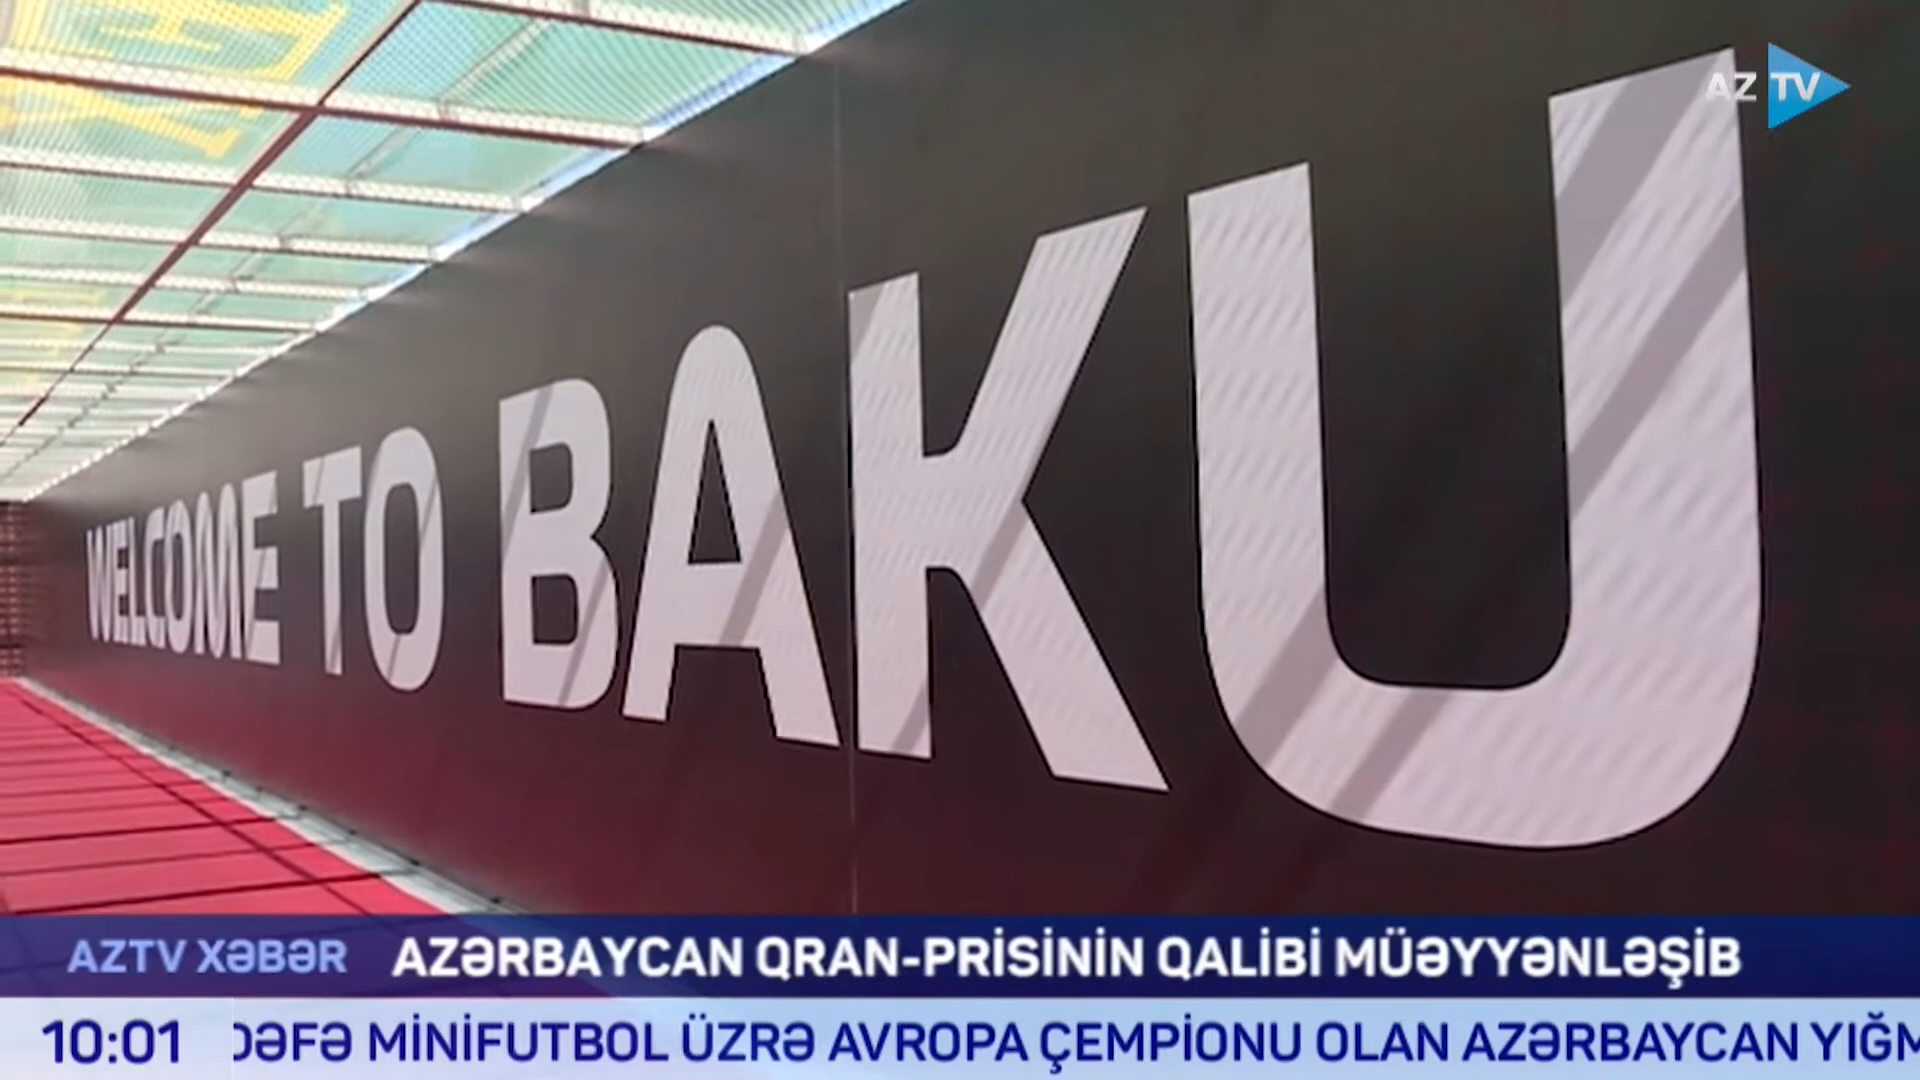 AZ TV
WELCOME TO BAKU
AZTV XƏBƏR AZƏRBAYCAN QRAN-PRİSİNİN QALİBİ MÜƏYYƏNLƏŞİB
10:01 MİNİFUTBOL ÜZRƏ AVROPA ÇEMPİONU OLAN AZƏRBAYCAN